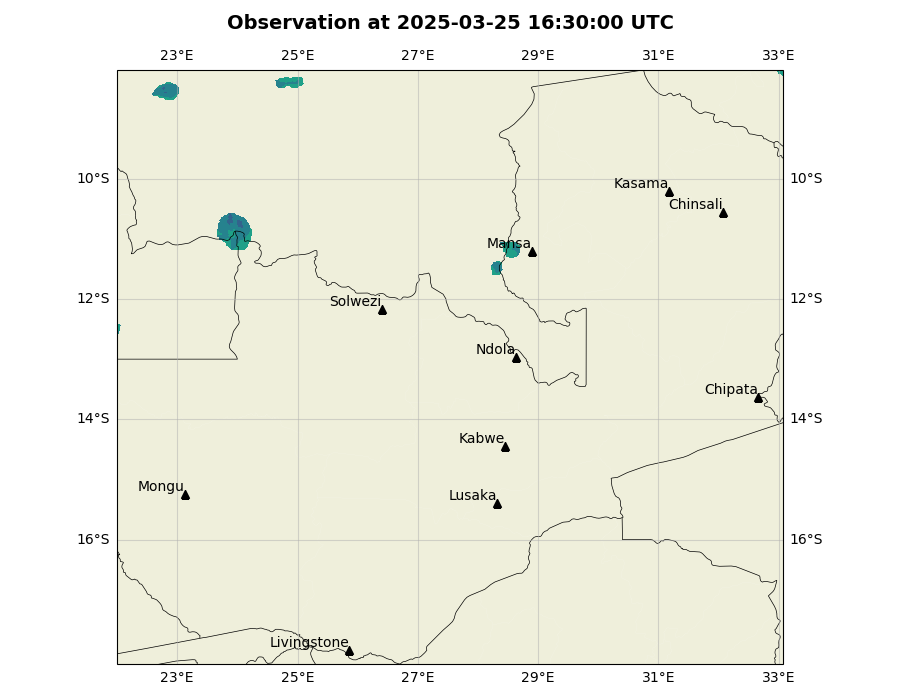 Observation at 2025-03-25 16:30:00 UTC
23°E 25°E 27°E 29°E 31°E 33°E
10°S 10°S
Kasama
Chinsali
Mansa
12°S 12°S
Solwezi
Ndola
Chipata
14°S 14°S
Kabwe
Mongu
Lusaka
16°S 16°S
Livingstone
23°E 25°E 27°E 29°E 31°E 33°E